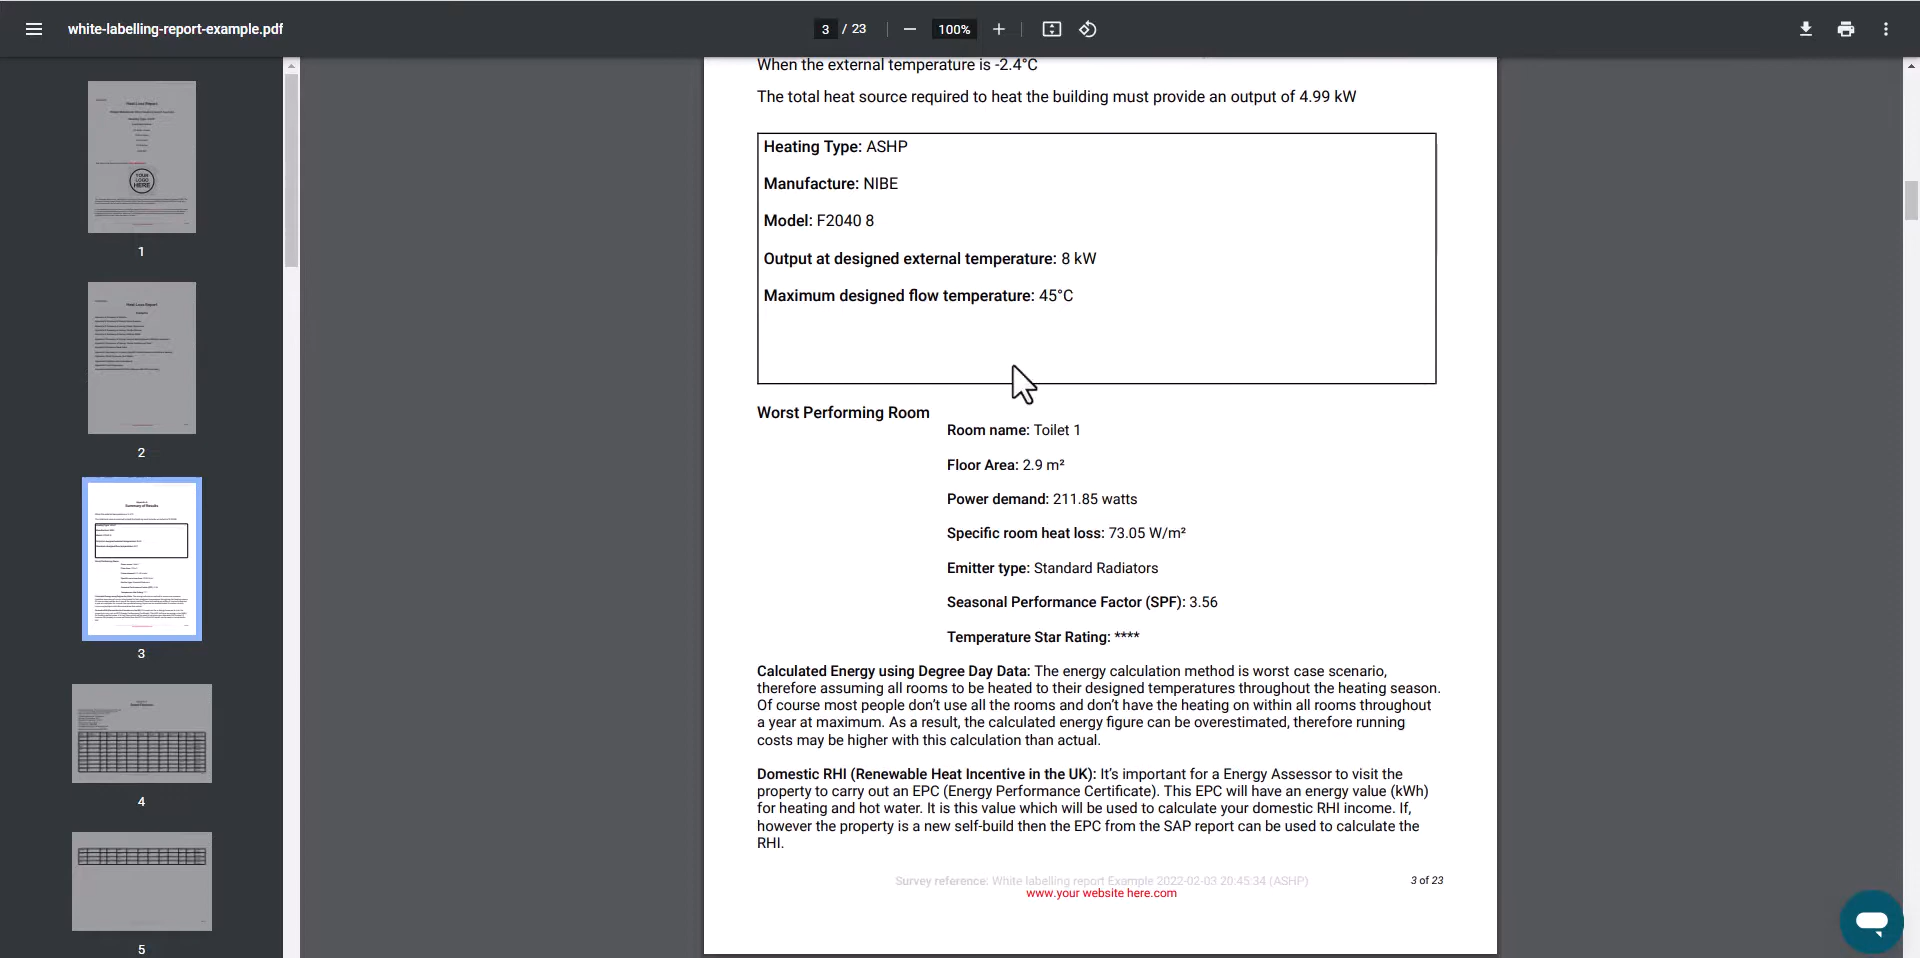 white-labelling-report-example.pdf
3 / 23
100%
When the external temperature is -2.4°C
The total heat source required to heat the building must provide an output of 4.99 kW
Heating Type: ASHP
Manufacture: NIBE
Model: F2040 8
Output at designed external temperature: 8 kW
Maximum designed flow temperature: 45°C
Worst Performing Room
Room name: Toilet 1
Floor Area: 2.9 m²
Power demand: 211.85 watts
Specific room heat loss: 73.05 W/m²
Emitter type: Standard Radiators
Seasonal Performance Factor (SPF): 3.56
Temperature Star Rating: ****
Calculated Energy using Degree Day Data: The energy calculation method is worst case scenario,
therefore assuming all rooms to be heated to their designed temperatures throughout the heating season.
Of course most people don't use all the rooms and don't have the heating on within all rooms throughout
a year at maximum. As a result, the calculated energy figure can be overestimated, therefore running
costs may be higher with this calculation than actual.
Domestic RHI (Renewable Heat Incentive in the UK): It's important for a Energy Assessor to visit the
property to carry out an EPC (Energy Performance Certificate). This EPC will have an energy value (kWh)
for heating and hot water. It is this value which will be used to calculate your domestic RHI income. If,
however the property is a new self-build then the EPC from the SAP report can be used to calculate the
RHI.
Survey reference: White labelling report Example 2022-02-03 20:45:34 (ASHP)
www.your website here.com
3 of 23
Heat Loss Report
YOUR
LOGO
HERE
1
Heat Loss Report
2
Summary of Results
3
4
5